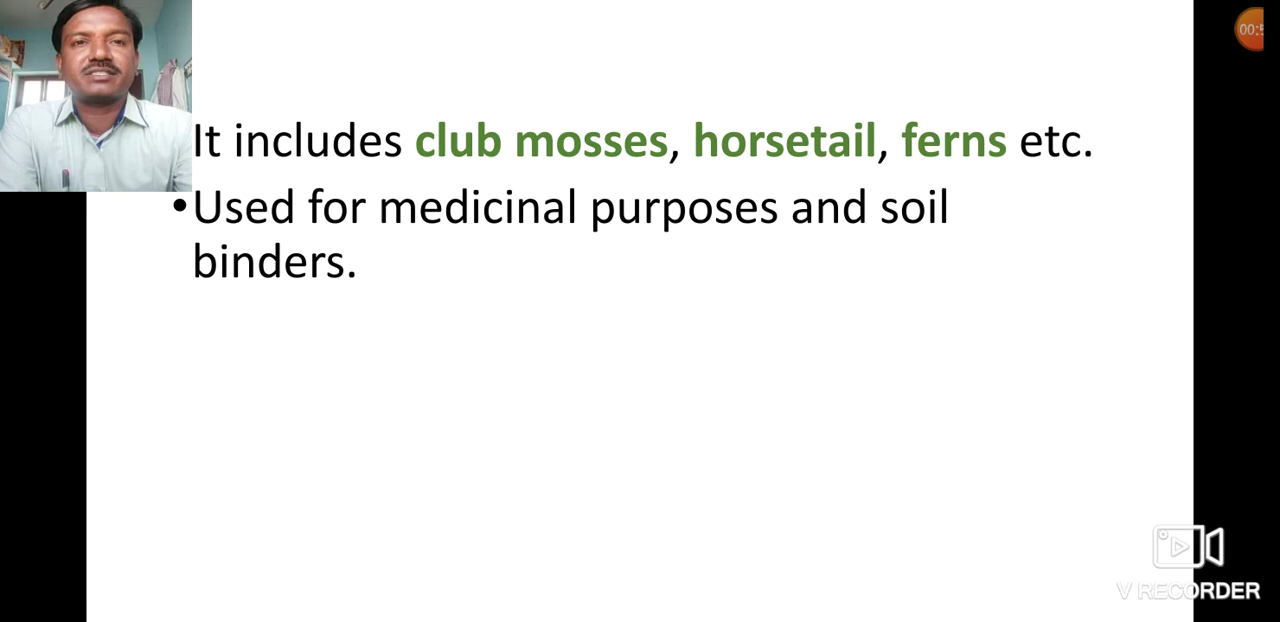 It includes club mosses, horsetail, ferns etc.
•Used for medicinal purposes and soil
binders.
V RECORDER